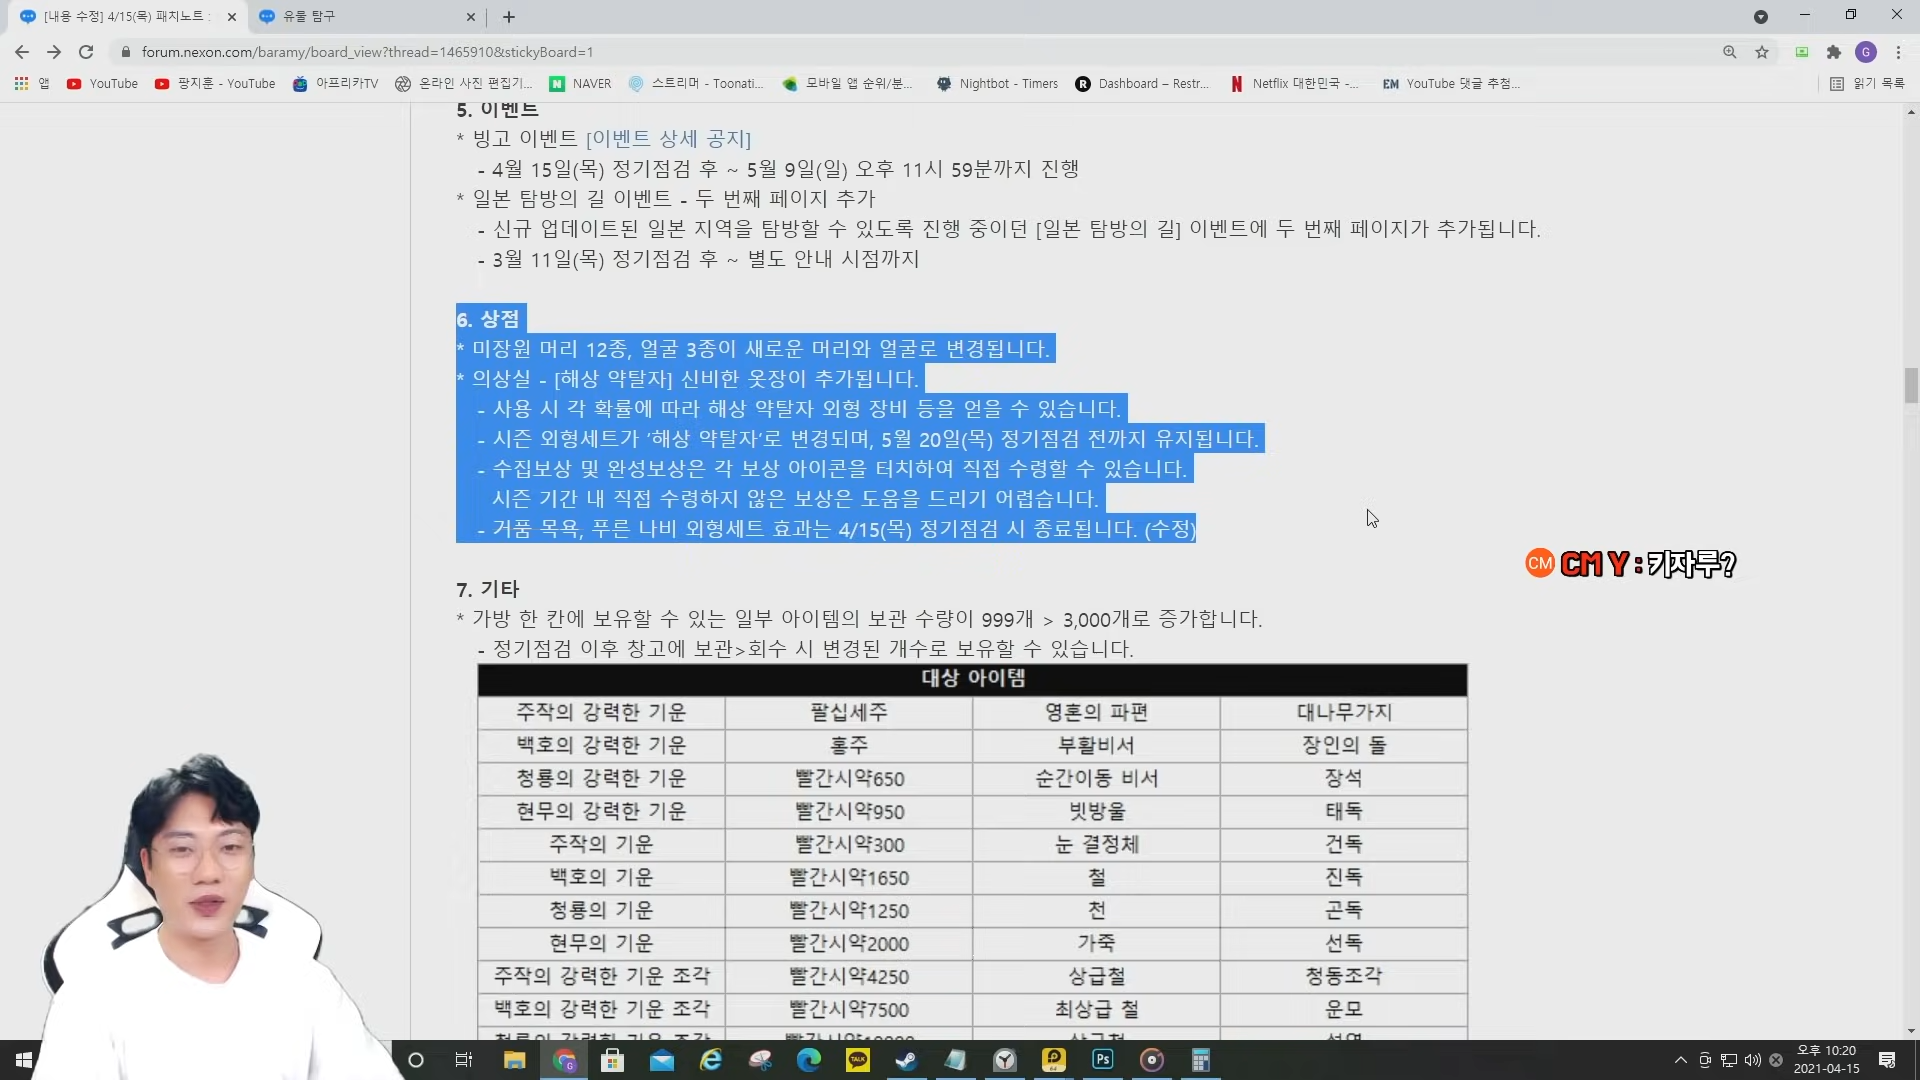 [내용 수정] 4/15(목) 패치노트 :
유물 탐구
forum.nexon.com/baramy/board_view?thread=1465910&stickyBoard=1
G
앱
YouTube
팡지훈 - YouTube
아프리카TV
온라인 사진 편집기...
NAVER
스트리머 - Toonati...
모바일 앱 순위/분...
Nightbot - Timers
Dashboard – Restr...
Netflix 대한민국 -...
EM YouTube 댓글 추첨...
읽기 목록
5. 이벤트
* 빙고 이벤트 [이벤트 상세 공지]
- 4월 15일(목) 정기점검 후 ~ 5월 9일(일) 오후 11시 59분까지 진행
* 일본 탐방의 길 이벤트 - 두 번째 페이지 추가
- 신규 업데이트된 일본 지역을 탐방할 수 있도록 진행 중이던 [일본 탐방의 길] 이벤트에 두 번째 페이지가 추가됩니다.
- 3월 11일(목) 정기점검 후 ~ 별도 안내 시점까지
6. 상점
* 미장원 머리 12종, 얼굴 3종이 새로운 머리와 얼굴로 변경됩니다.
* 의상실 - [해상 약탈자] 신비한 옷장이 추가됩니다.
- 사용 시 각 확률에 따라 해상 약탈자 외형 장비 등을 얻을 수 있습니다.
- 시즌 외형세트가 ‘해상 약탈자’로 변경되며, 5월 20일(목) 정기점검 전까지 유지됩니다.
- 수집보상 및 완성보상은 각 보상 아이콘을 터치하여 직접 수령할 수 있습니다.
시즌 기간 내 직접 수령하지 않은 보상은 도움을 드리기 어렵습니다.
- 거품 목욕, 푸른 나비 외형세트 효과는 4/15(목) 정기점검 시 종료됩니다. (수정)
CM CM Y : 키자루?
7. 기타
* 가방 한 칸에 보유할 수 있는 일부 아이템의 보관 수량이 999개 > 3,000개로 증가합니다.
- 정기점검 이후 창고에 보관>회수 시 변경된 개수로 보유할 수 있습니다.
대상 아이템
주작의 강력한 기운 팔십세주 영혼의 파편 대나무가지
백호의 강력한 기운 홍주 부활비서 장인의 돌
청룡의 강력한 기운 빨간시약650 순간이동 비서 장석
현무의 강력한 기운 빨간시약950 빗방울 태독
주작의 기운 빨간시약300 눈 결정체 건독
백호의 기운 빨간시약1650 철 진독
청룡의 기운 빨간시약1250 천 곤독
현무의 기운 빨간시약2000 가죽 선독
주작의 강력한 기운 조각 빨간시약4250 상급철 청동조각
백호의 강력한 기운 조각 빨간시약7500 최상급 철 운모
오후 10:20
2021-04-15